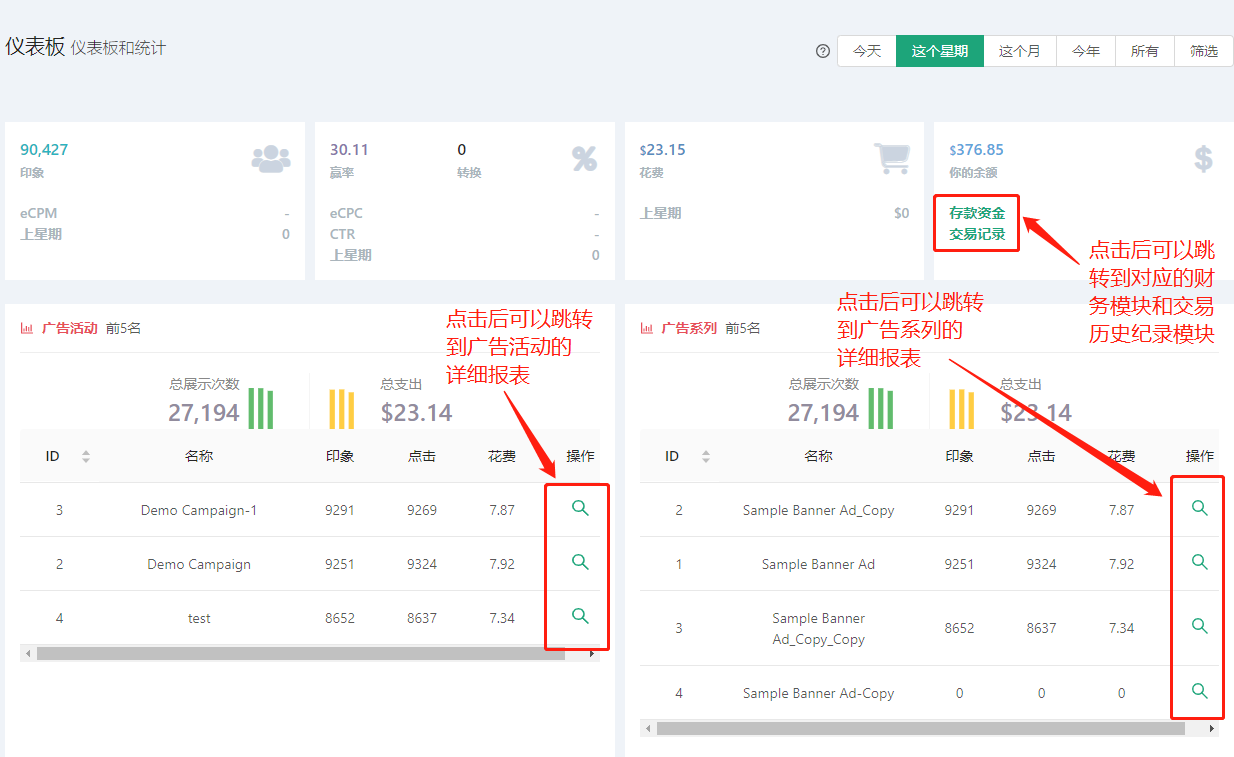 仪表板 仪表板和统计
今天 这个星期 这个月 今年 所有 筛选
90,427
印象
eCPM -
上星期 0
30.11 0
赢率 转换
eCPC -
CTR -
上星期 0
$23.15
花费
上星期 $0
$376.85
你的余额
存款资金
交易记录
点击后可以跳
转到对应的财
务模块和交易
历史纪录模块
广告活动 前5名
点击后可以跳转
到广告活动的
详细报表
总展示次数 总支出
27,194 $23.14
ID 名称 印象 点击 花费 操作
3 Demo Campaign-1 9291 9269 7.87
2 Demo Campaign 9251 9324 7.92
4 test 8652 8637 7.34
广告系列 前5名
点击后可以跳转
到广告系列的
详细报表
总展示次数 总支出
27,194 $23.14
ID 名称 印象 点击 花费 操作
2 Sample Banner Ad_Copy 9291 9269 7.87
1 Sample Banner Ad 9251 9324 7.92
3 Sample Banner 8652 8637 7.34
Ad_Copy_Copy
4 Sample Banner Ad-Copy 0 0 0